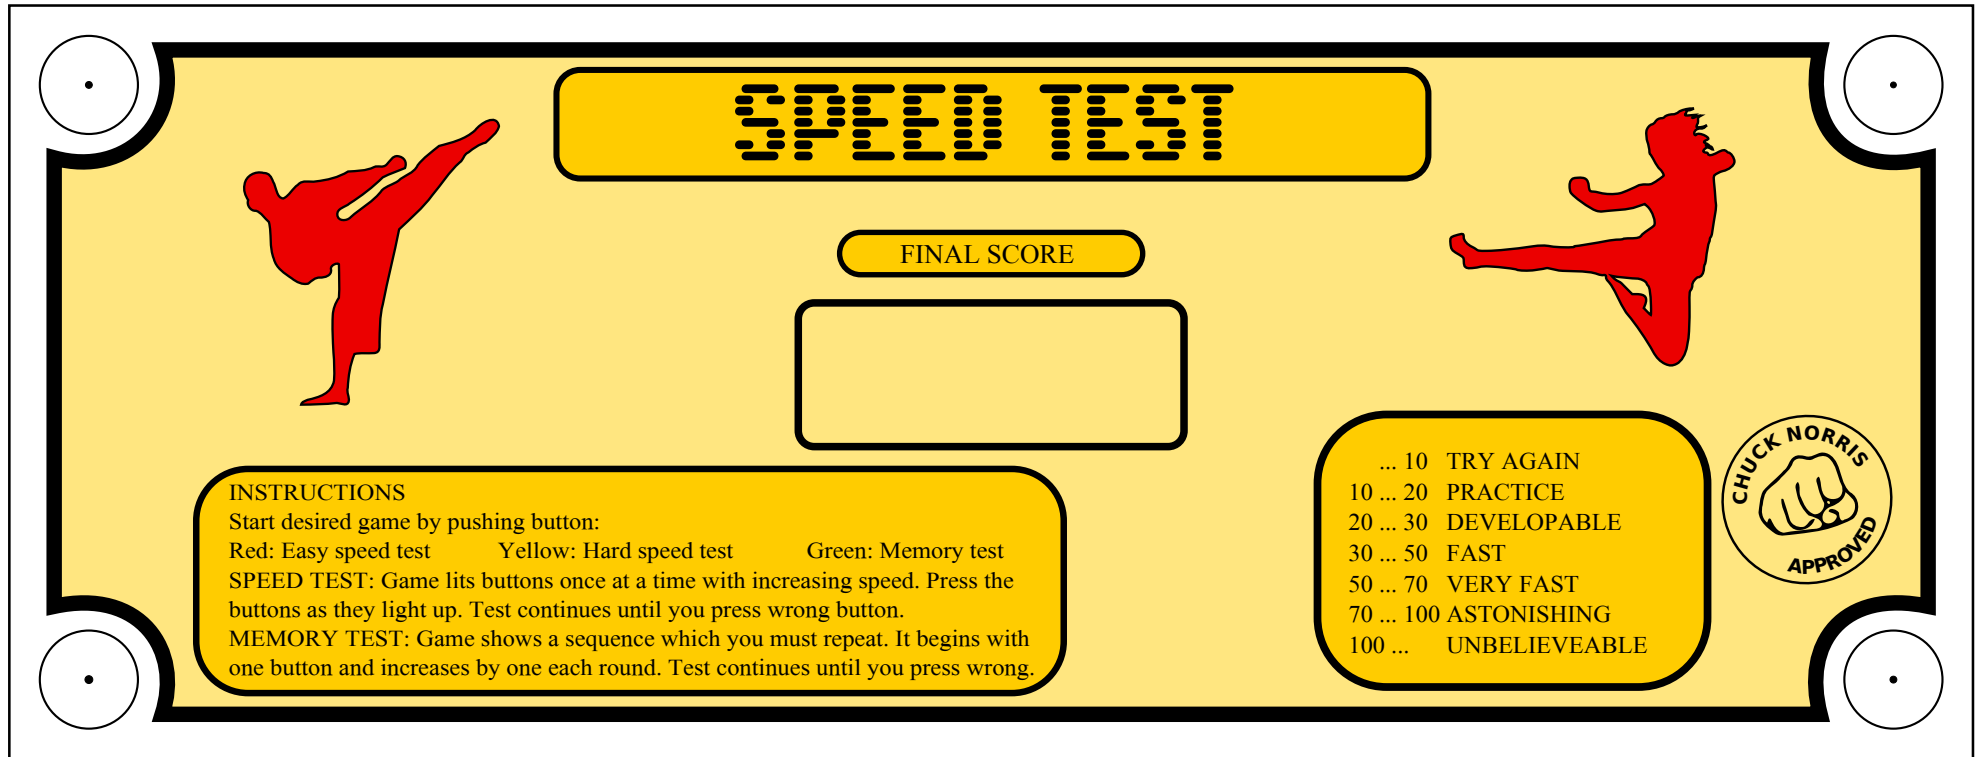 SPEED TEST
FINAL SCORE
INSTRUCTIONS
Start desired game by pushing button:
Red: Easy speed test Yellow: Hard speed test Green: Memory test
SPEED TEST: Game lits buttons once at a time with increasing speed. Press the
buttons as they light up. Test continues until you press wrong button.
MEMORY TEST: Game shows a sequence which you must repeat. It begins with
one button and increases by one each round. Test continues until you press wrong.
... 10 TRY AGAIN
10 ... 20 PRACTICE
20 ... 30 DEVELOPABLE
30 ... 50 FAST
50 ... 70 VERY FAST
70 ... 100 ASTONISHING
100 ... UNBELIEVEABLE
CHUCK NORRIS
APPROVED